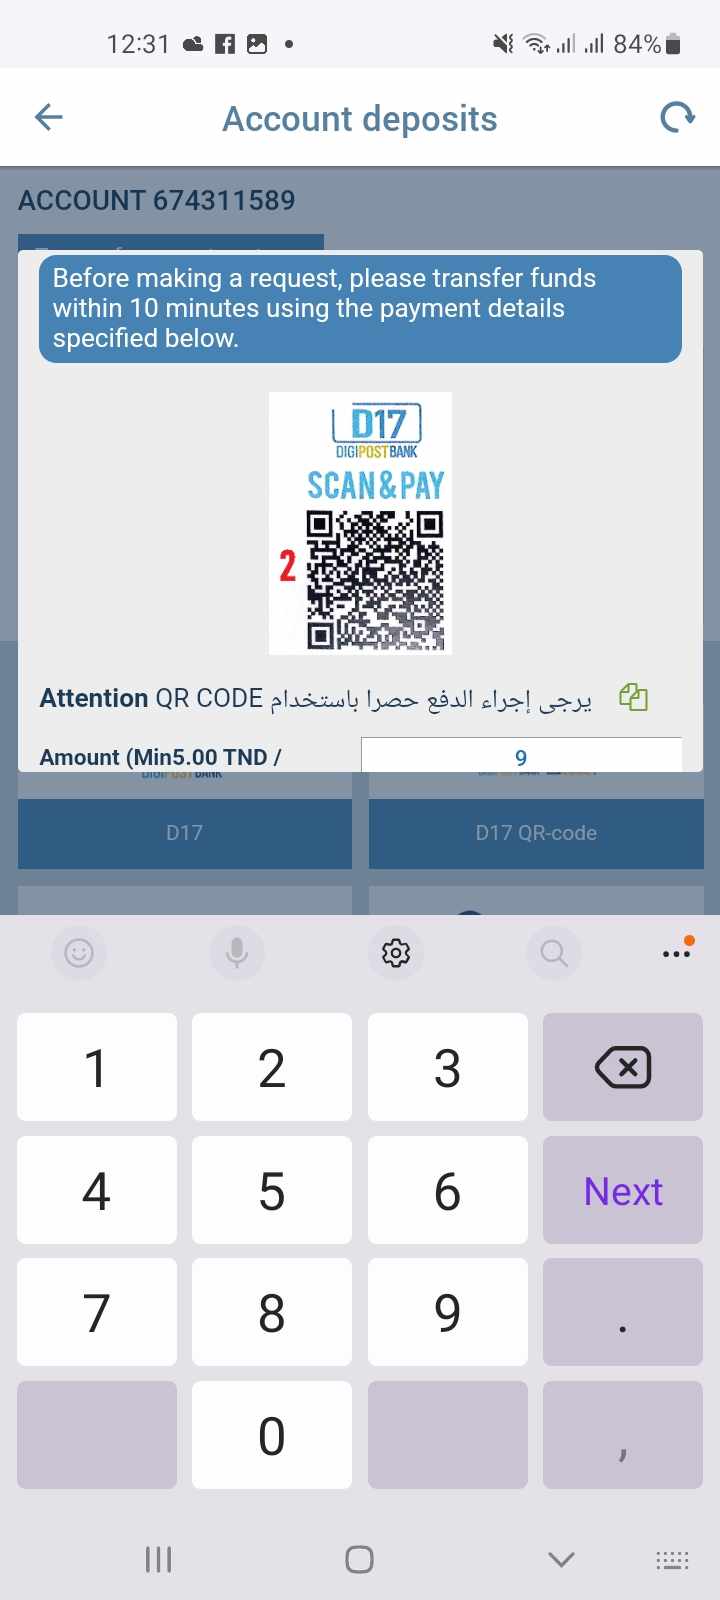 12:31
84%
Account deposits
ACCOUNT 674311589
Before making a request, please transfer funds
within 10 minutes using the payment details
specified below.
D17
DIGIPOSTBANK
SCAN&PAY
2
Attention QR CODE يرجى إجراء الدفع حصرا باستخدام
Amount (Min5.00 TND /
9
DIGIPOSTBANK
D17
D17 QR-code
1
2
3
4
5
6
Next
7
8
9
.
0
,